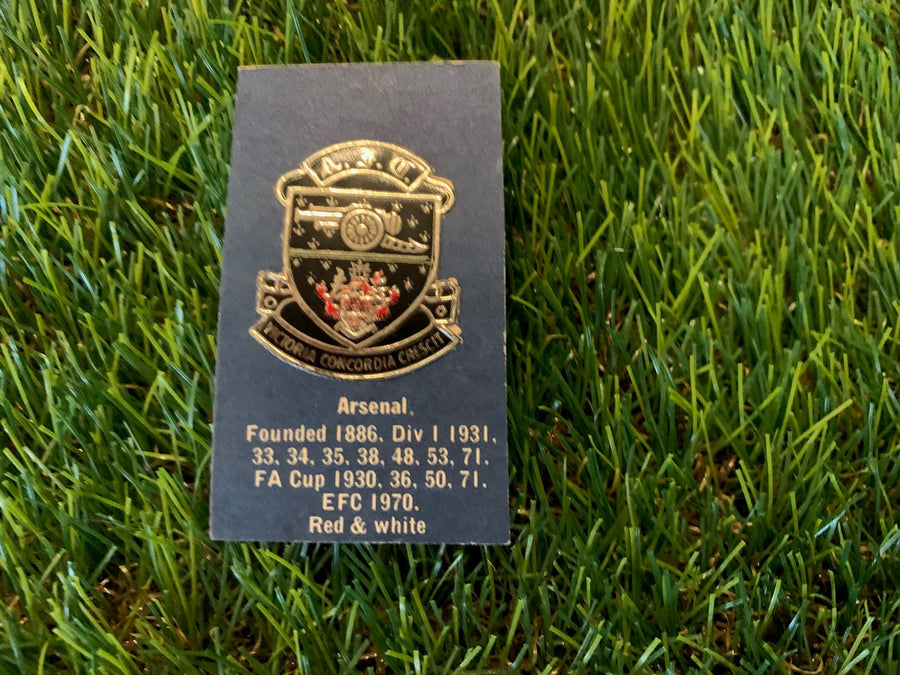 A. F. C.
VICTORIA CONCORDIA CRESCIT
Arsenal.
Founded 1886. Div 1 1931,
33, 34, 35, 38, 48, 53, 71.
FA Cup 1930, 36, 50, 71.
EFC 1970.
Red & white